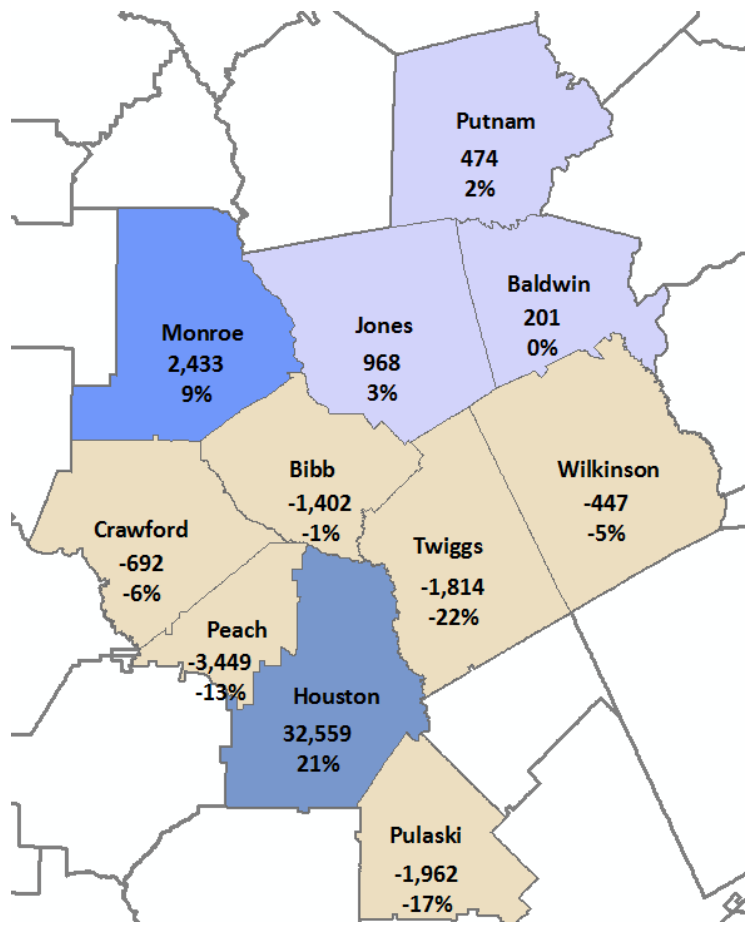 Putnam
474
2%
Baldwin
201
0%
Jones
968
3%
Monroe
2,433
9%
Bibb
-1,402
-1%
Wilkinson
-447
-5%
Crawford
-692
-6%
Twiggs
-1,814
-22%
Peach
-3,449
-13%
Houston
32,559
21%
Pulaski
-1,962
-17%